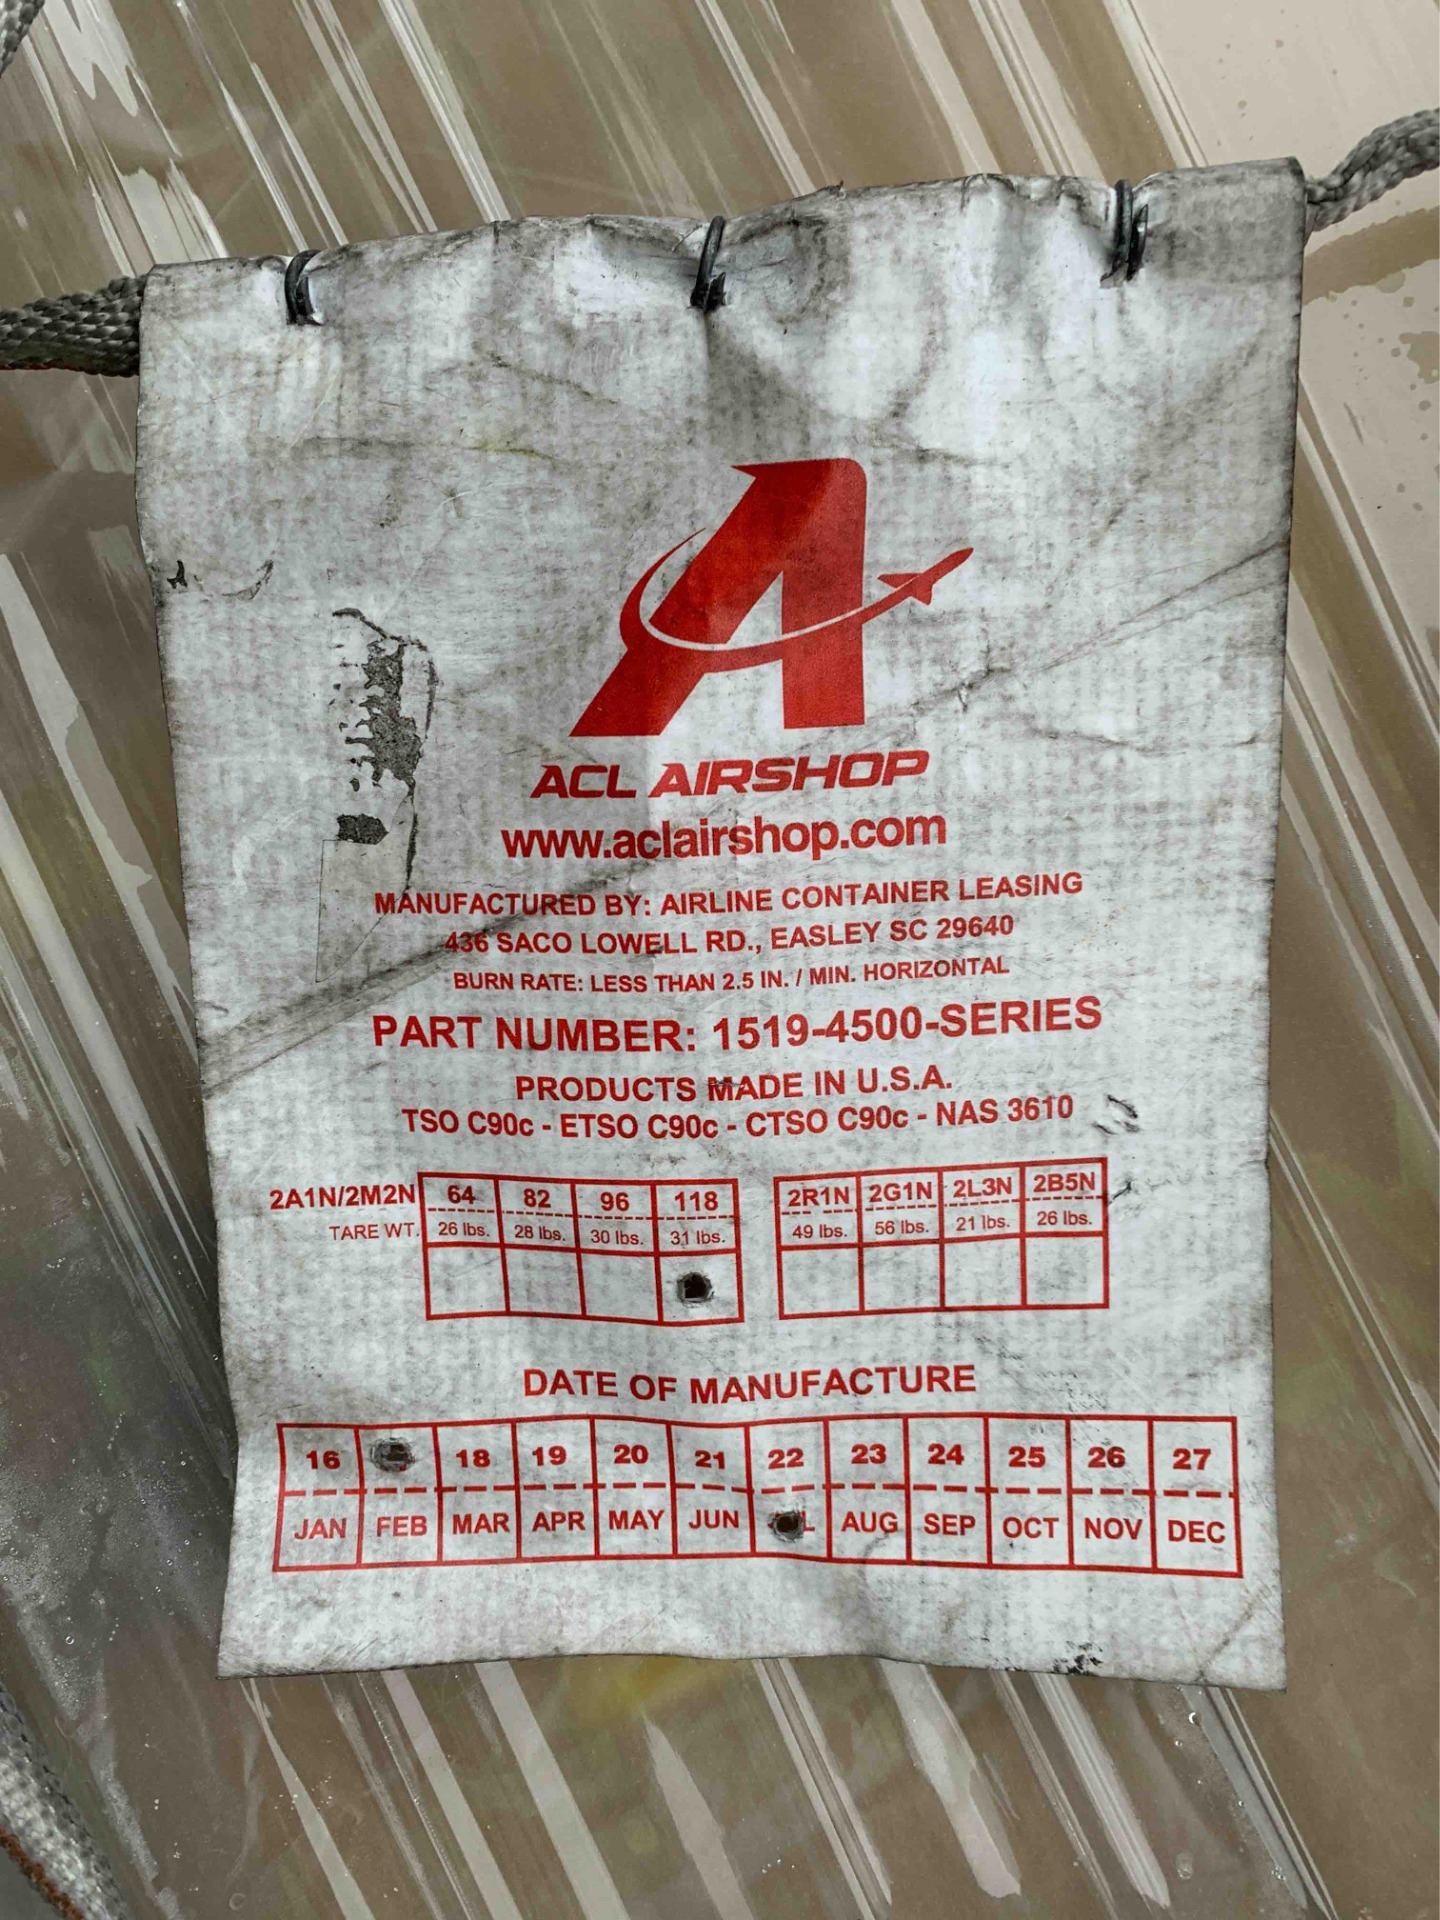 ACL AIRSHOP
www.aclairshop.com
MANUFACTURED BY: AIRLINE CONTAINER LEASING
436 SACO LOWELL RD., EASLEY SC 29640
BURN RATE: LESS THAN 2.5 IN. / MIN. HORIZONTAL
PART NUMBER: 1519-4500-SERIES
PRODUCTS MADE IN U.S.A.
TSO C90c - ETSO C90c - CTSO C90c - NAS 3610
2A1N/2M2N 64 82 96 118 2R1N 2G1N 2L3N 2B5N
TARE WT. 26 lbs. 28 lbs. 30 lbs. 31 lbs. 49 lbs. 56 lbs. 21 lbs. 26 lbs.
DATE OF MANUFACTURE
16 18 19 20 21 22 23 24 25 26 27
JAN FEB MAR APR MAY JUN AUG SEP OCT NOV DEC